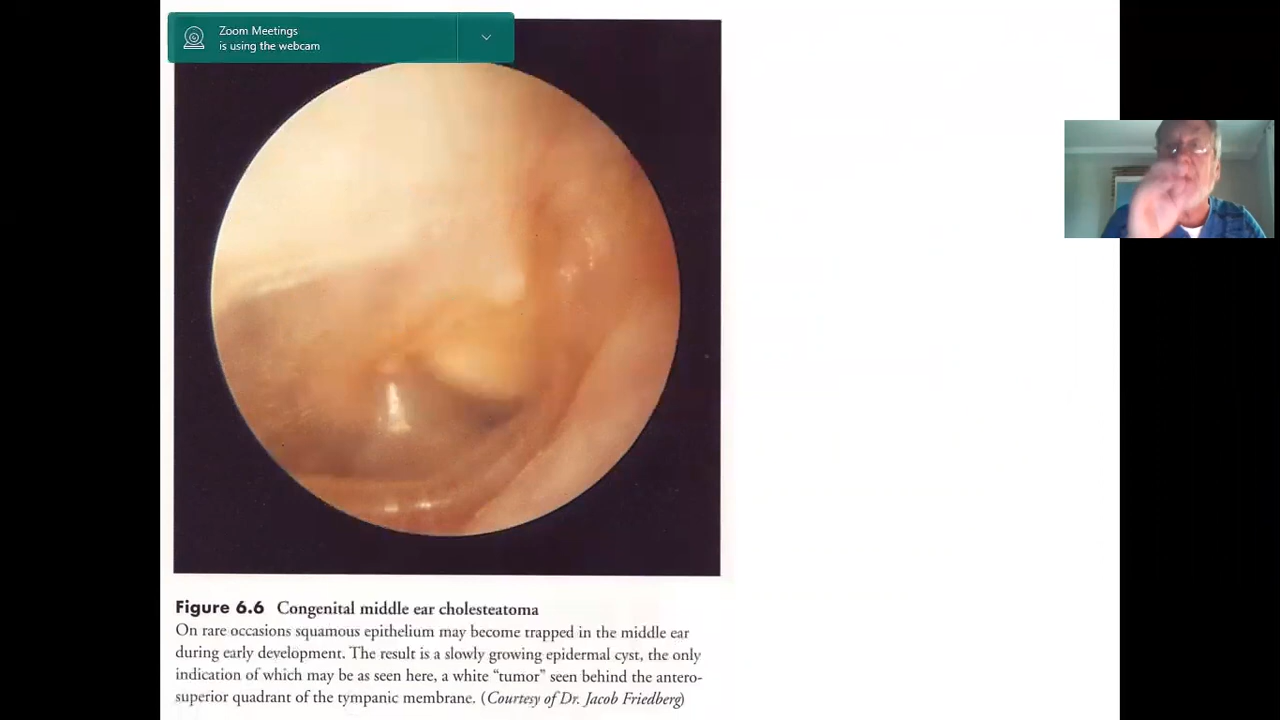 Zoom Meetings
is using the webcam
Figure 6.6 Congenital middle ear cholesteatoma
On rare occasions squamous epithelium may become trapped in the middle ear
during early development. The result is a slowly growing epidermal cyst, the only
indication of which may be as seen here, a white “tumor” seen behind the antero-
superior quadrant of the tympanic membrane. (Courtesy of Dr. Jacob Friedberg)